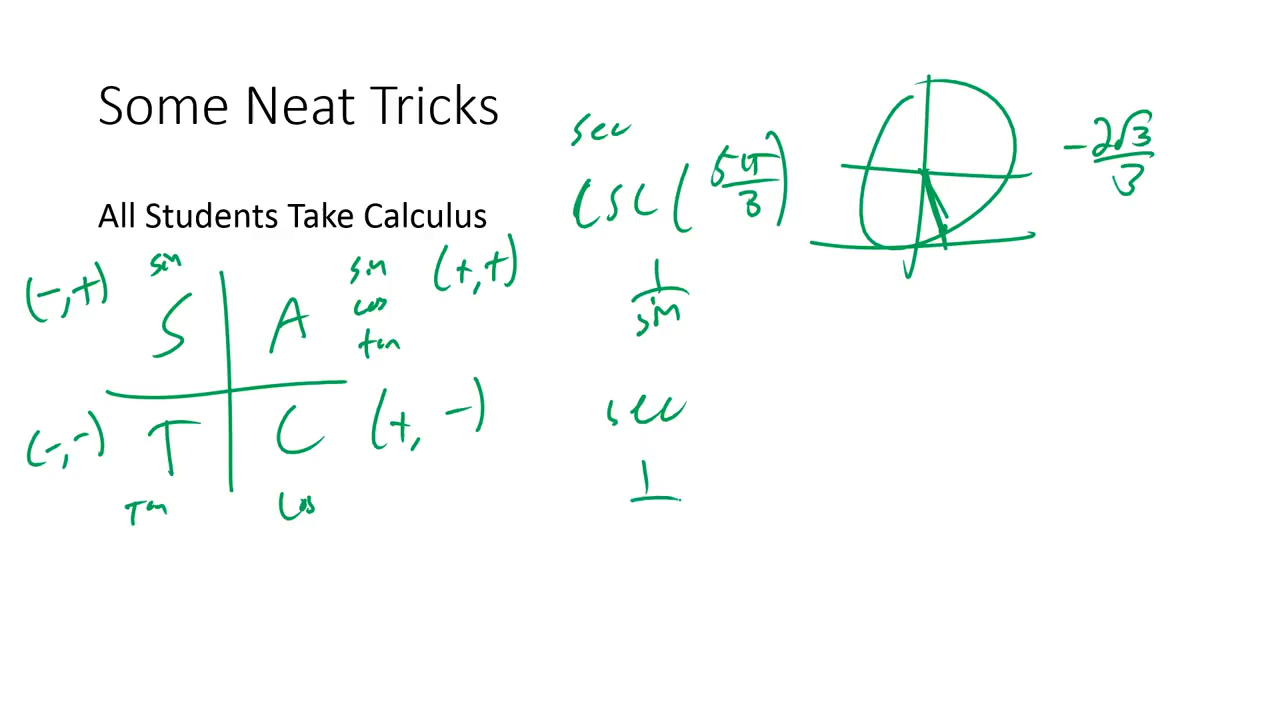 Some Neat Tricks
All Students Take Calculus
(-,+) sin S A sin cos tan (+,+)
(-,-) T C (+, -)
Tan cos
sec
csc(5π/3)
-2√3/3
1/sin
sec
1